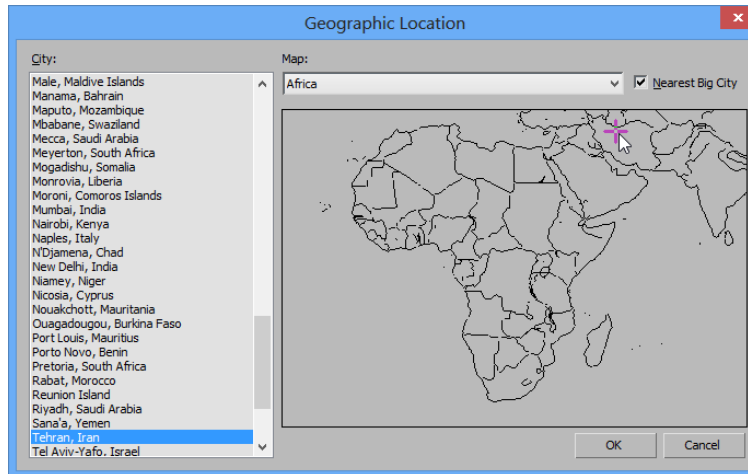 Geographic Location
City:
Map:
Africa
Nearest Big City
Male, Maldive Islands
Manama, Bahrain
Maputo, Mozambique
Mbabane, Swaziland
Mecca, Saudi Arabia
Meyerton, South Africa
Mogadishu, Somalia
Monrovia, Liberia
Moroni, Comoros Islands
Mumbai, India
Nairobi, Kenya
Naples, Italy
N'Djamena, Chad
New Delhi, India
Niamey, Niger
Nicosia, Cyprus
Nouakchott, Mauritania
Ouagadougou, Burkina Faso
Port Louis, Mauritius
Porto Novo, Benin
Pretoria, South Africa
Rabat, Morocco
Reunion Island
Riyadh, Saudi Arabia
Sana'a, Yemen
Tehran, Iran
Tel Aviv-Yafo, Israel
OK
Cancel